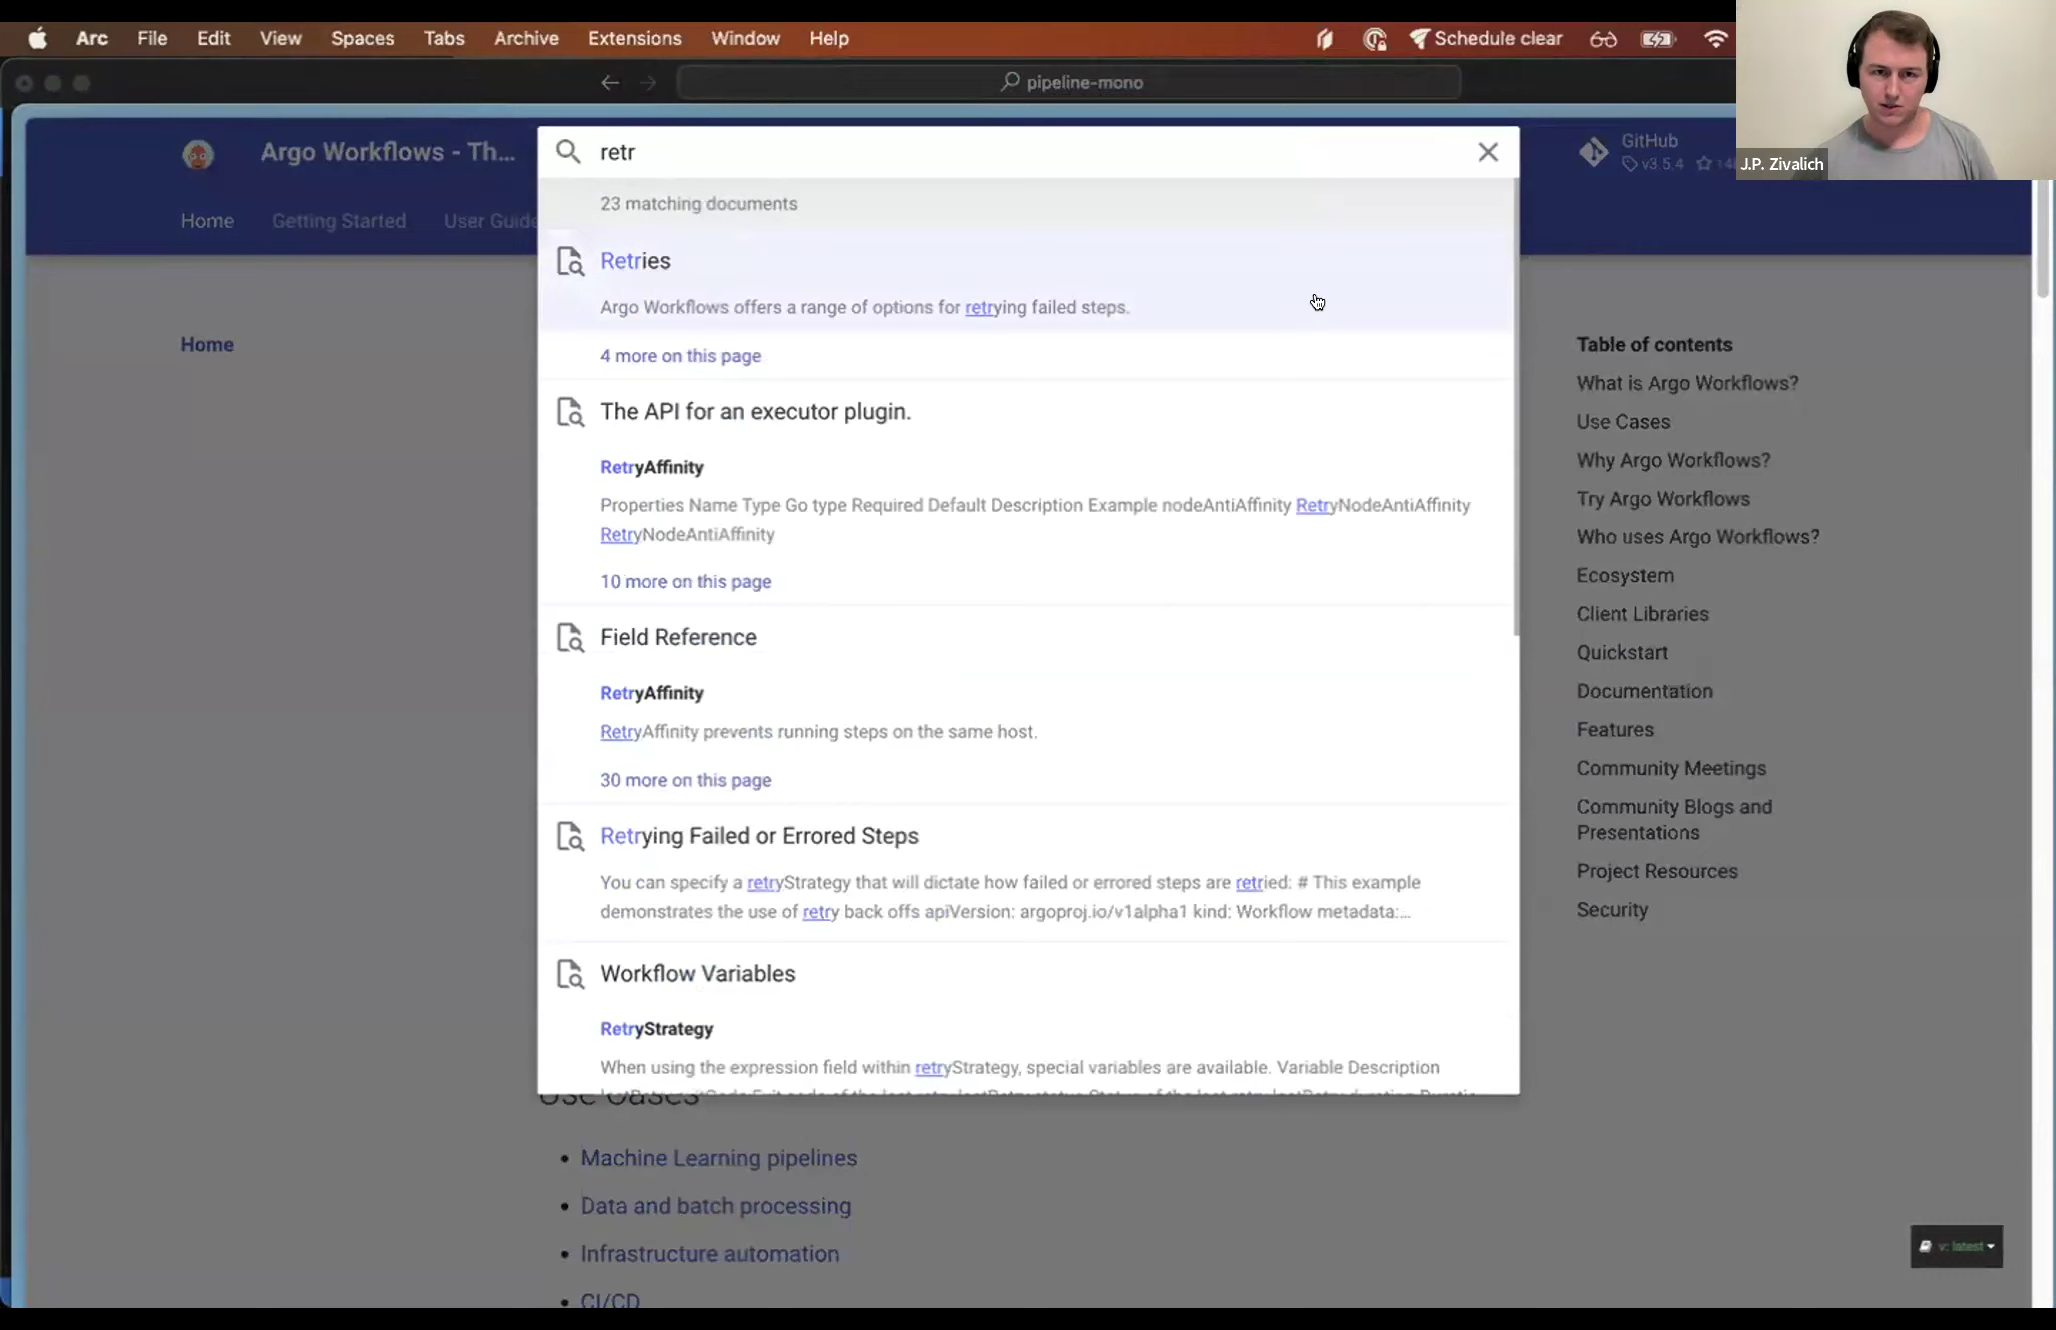 Arc File Edit View Spaces Tabs Archive Extensions Window Help Schedule clear
pipeline-mono
J.P. Zivalich
Argo Workflows - Th...
retr
GitHub
v3.5.4
Home Getting Started User Guide
23 matching documents
Retries
Argo Workflows offers a range of options for retrying failed steps.
4 more on this page
The API for an executor plugin.
RetryAffinity
Properties Name Type Go type Required Default Description Example nodeAntiAffinity RetryNodeAntiAffinity
RetryNodeAntiAffinity
10 more on this page
Field Reference
RetryAffinity
RetryAffinity prevents running steps on the same host.
30 more on this page
Retrying Failed or Errored Steps
You can specify a retryStrategy that will dictate how failed or errored steps are retried: # This example
demonstrates the use of retry back offs apiVersion: argoproj.io/v1alpha1 kind: Workflow metadata:...
Workflow Variables
RetryStrategy
When using the expression field within retryStrategy, special variables are available. Variable Description
Home
Table of contents
What is Argo Workflows?
Use Cases
Why Argo Workflows?
Try Argo Workflows
Who uses Argo Workflows?
Ecosystem
Client Libraries
Quickstart
Documentation
Features
Community Meetings
Community Blogs and
Presentations
Project Resources
Security
Use Cases
• Machine Learning pipelines
• Data and batch processing
• Infrastructure automation
• CI/CD
v: latest